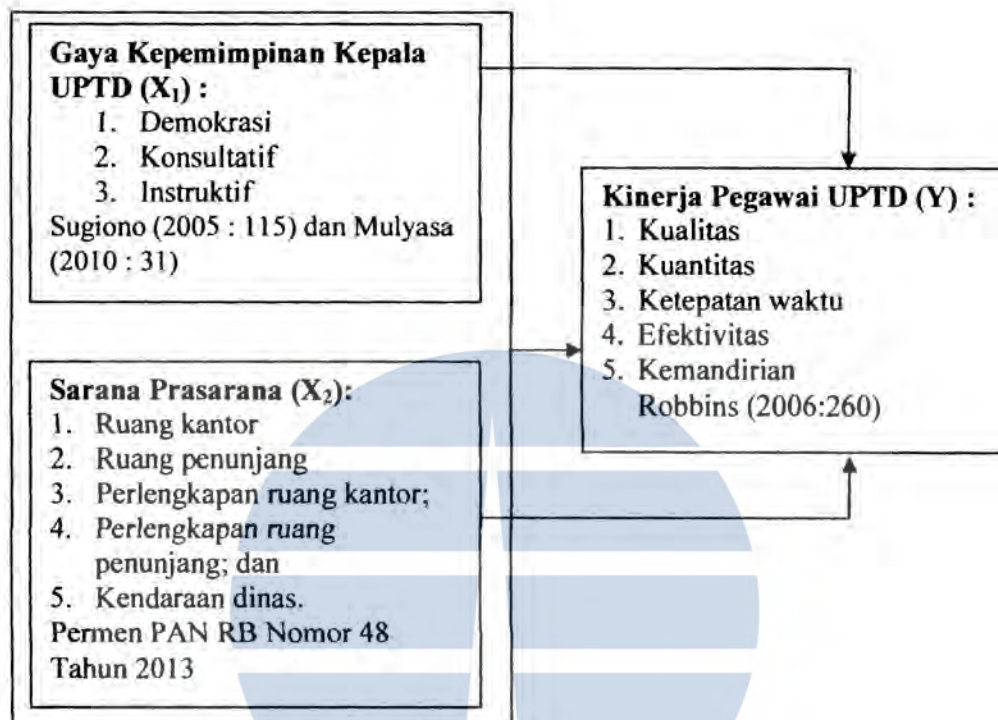 Gaya Kepemimpinan Kepala
UPTD (X₁) :
1. Demokrasi
2. Konsultatif
3. Instruktif
Sugiono (2005 : 115) dan Mulyasa
(2010 : 31)
Sarana Prasarana (X₂):
1. Ruang kantor
2. Ruang penunjang
3. Perlengkapan ruang kantor;
4. Perlengkapan ruang
penunjang; dan
5. Kendaraan dinas.
Permen PAN RB Nomor 48
Tahun 2013
Kinerja Pegawai UPTD (Y) :
1. Kualitas
2. Kuantitas
3. Ketepatan waktu
4. Efektivitas
5. Kemandirian
Robbins (2006:260)